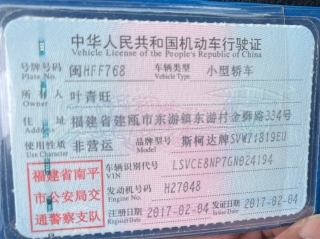 中华人民共和国机动车行驶证
Vehicle License of the People's Republic of China
号牌号码 闽HFF768 车辆类型 小型轿车
Plate No. Vehicle Type
所有人 叶青旺
Owner
住址 福建省建瓯市东游镇东游村金狮路334号
Address
使用性质 非营运 品牌型号 斯柯达牌SVW71819EU
Use Character Model
福建省南平市公安局交通警察支队
车辆识别代号 LSVCE8NP7GN024194
VIN
发动机号码 H27048
Engine No.
注册日期 2017-02-04 发证日期 2017-02-04
Register Date Issue Date